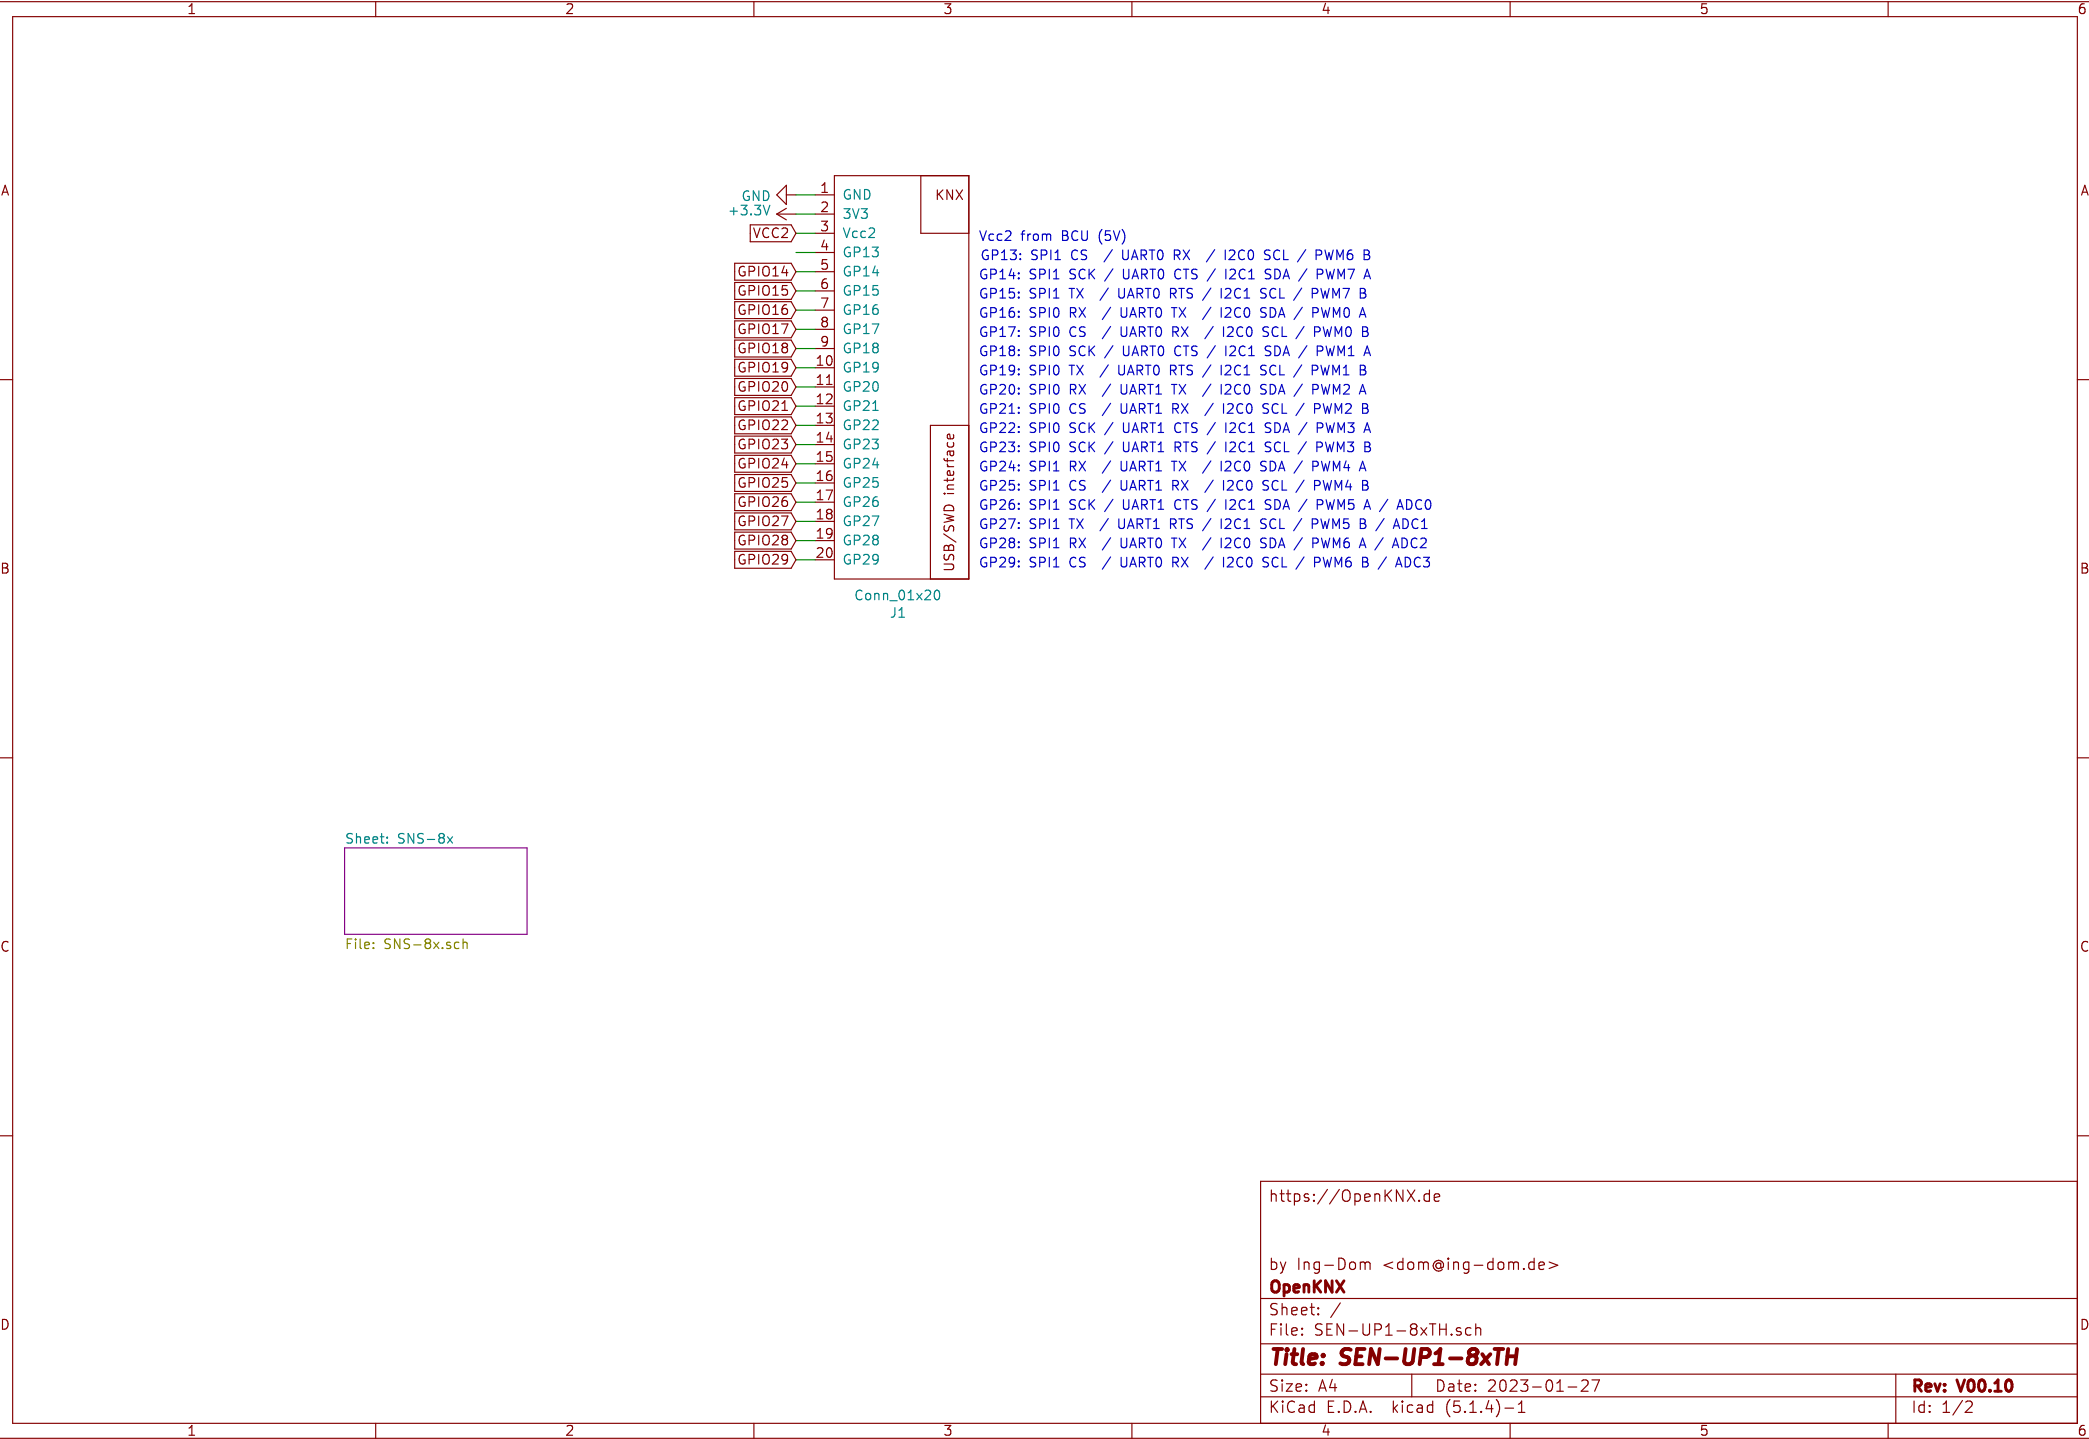 1 2 3 4 5 6
A A
GND 1 GND KNX
+3.3V 2 3V3
VCC2 3 Vcc2 Vcc2 from BCU (5V)
4 GP13 GP13: SPI1 CS / UART0 RX / I2C0 SCL / PWM6 B
GPIO14 5 GP14 GP14: SPI1 SCK / UART0 CTS / I2C1 SDA / PWM7 A
GPIO15 6 GP15 GP15: SPI1 TX / UART0 RTS / I2C1 SCL / PWM7 B
GPIO16 7 GP16 GP16: SPI0 RX / UART0 TX / I2C0 SDA / PWM0 A
GPIO17 8 GP17 GP17: SPI0 CS / UART0 RX / I2C0 SCL / PWM0 B
GPIO18 9 GP18 GP18: SPI0 SCK / UART0 CTS / I2C1 SDA / PWM1 A
GPIO19 10 GP19 GP19: SPI0 TX / UART0 RTS / I2C1 SCL / PWM1 B
GPIO20 11 GP20 GP20: SPI0 RX / UART1 TX / I2C0 SDA / PWM2 A
GPIO21 12 GP21 GP21: SPI0 CS / UART1 RX / I2C0 SCL / PWM2 B
GPIO22 13 GP22 GP22: SPI0 SCK / UART1 CTS / I2C1 SDA / PWM3 A
GPIO23 14 GP23 GP23: SPI0 SCK / UART1 RTS / I2C1 SCL / PWM3 B
GPIO24 15 GP24 GP24: SPI1 RX / UART1 TX / I2C0 SDA / PWM4 A
GPIO25 16 GP25 GP25: SPI1 CS / UART1 RX / I2C0 SCL / PWM4 B
GPIO26 17 GP26 GP26: SPI1 SCK / UART1 CTS / I2C1 SDA / PWM5 A / ADC0
GPIO27 18 GP27 GP27: SPI1 TX / UART1 RTS / I2C1 SCL / PWM5 B / ADC1
GPIO28 19 GP28 GP28: SPI1 RX / UART0 TX / I2C0 SDA / PWM6 A / ADC2
GPIO29 20 GP29 GP29: SPI1 CS / UART0 RX / I2C0 SCL / PWM6 B / ADC3
USB/SWD interface
B B
Conn_01x20
J1
Sheet: SNS-8x
File: SNS-8x.sch
C C
https://OpenKNX.de
by Ing-Dom <dom@ing-dom.de>
OpenKNX
Sheet: /
File: SEN-UP1-8xTH.sch
D D
Title: SEN-UP1-8xTH
Size: A4 Date: 2023-01-27 Rev: V00.10
KiCad E.D.A. kicad (5.1.4)-1 Id: 1/2
1 2 3 4 5 6